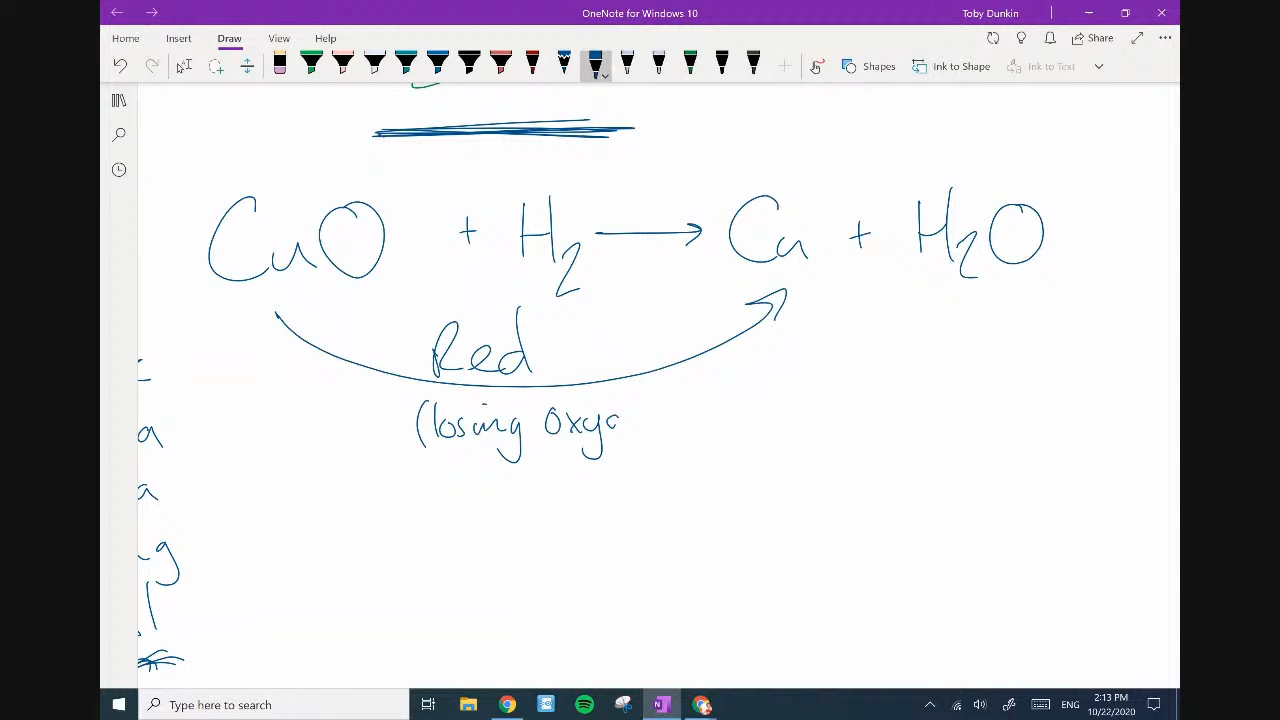 OneNote for Windows 10
Toby Dunkin
Home Insert Draw View Help
Share
Shapes Ink to Shape Ink to Text
CuO + H2 → Cu + H2O
Red
(losing oxyg
a
a
g
Type here to search
2:13 PM
ENG
10/22/2020